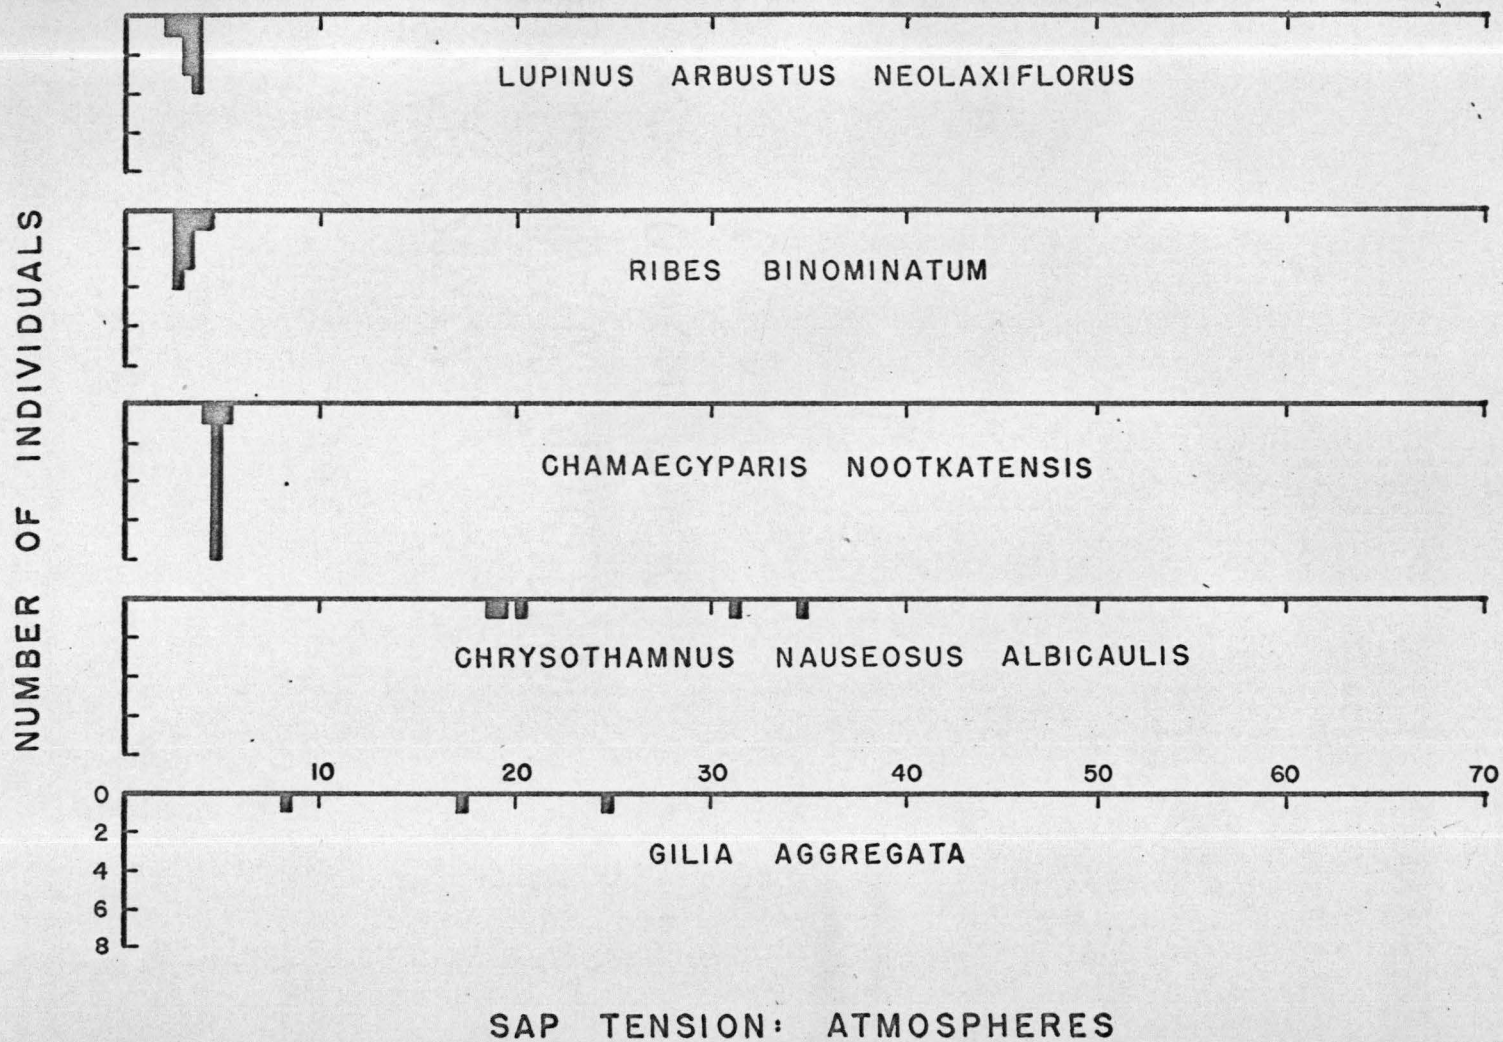 NUMBER OF INDIVIDUALS
LUPINUS ARBUSTUS NEOLAXIFLORUS
RIBES BINOMINATUM
CHAMAECYPARIS NOOTKATENSIS
CHRYSOTHAMNUS NAUSEOSUS ALBICAULIS
10 20 30 40 50 60 70
0
2
4
6
8
GILIA AGGREGATA
SAP TENSION: ATMOSPHERES